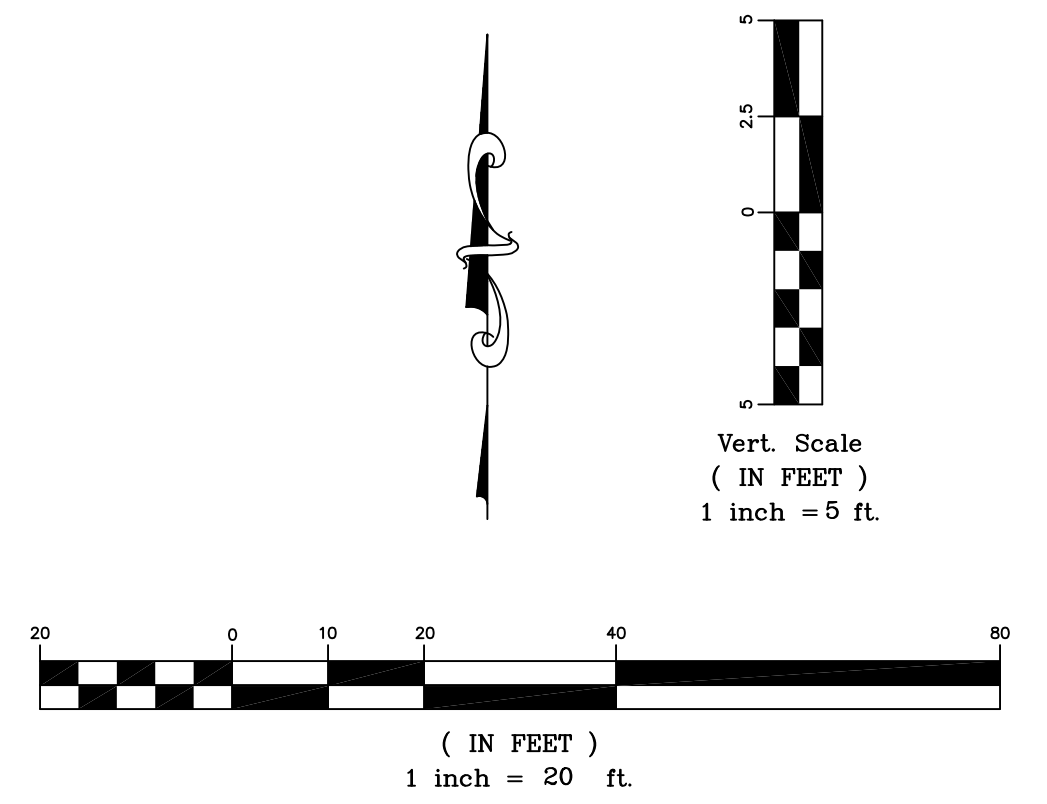 5
2.5
0
5
Vert. Scale
( IN FEET )
1 inch = 5 ft.
20 0 10 20 40 80
( IN FEET )
1 inch = 20 ft.